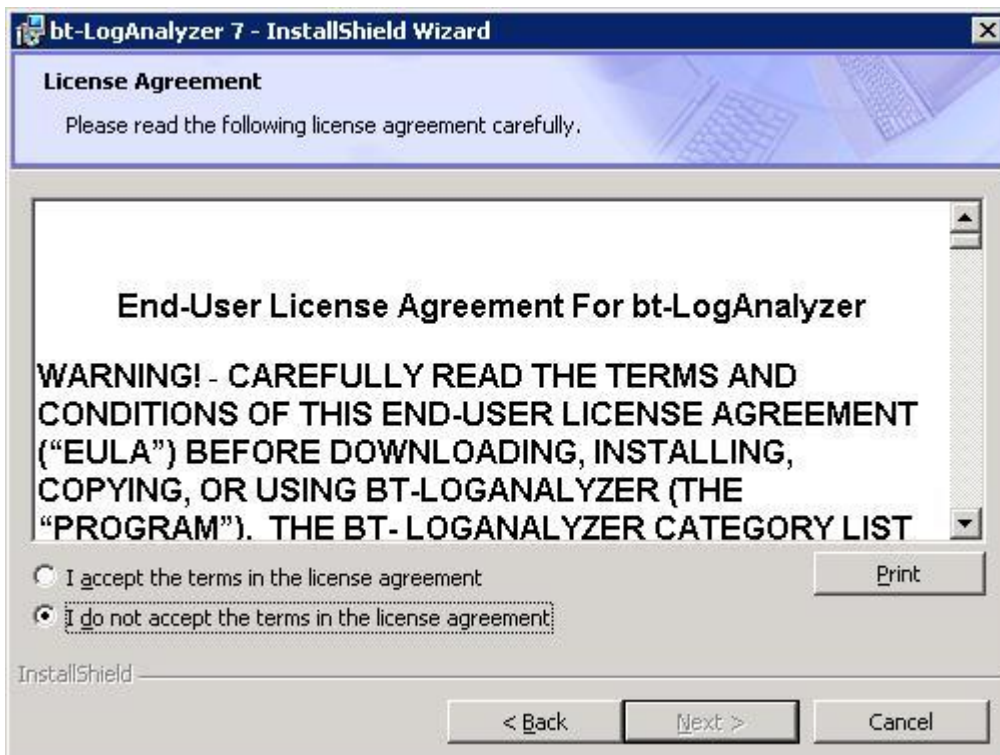 bt-LogAnalyzer 7 - InstallShield Wizard
License Agreement
Please read the following license agreement carefully.
End-User License Agreement For bt-LogAnalyzer
WARNING! - CAREFULLY READ THE TERMS AND
CONDITIONS OF THIS END-USER LICENSE AGREEMENT
(“EULA”) BEFORE DOWNLOADING, INSTALLING,
COPYING, OR USING BT-LOGANALYZER (THE
“PROGRAM”).  THE BT- LOGANALYZER CATEGORY LIST
I accept the terms in the license agreement
Print
I do not accept the terms in the license agreement
InstallShield
< Back
Next >
Cancel